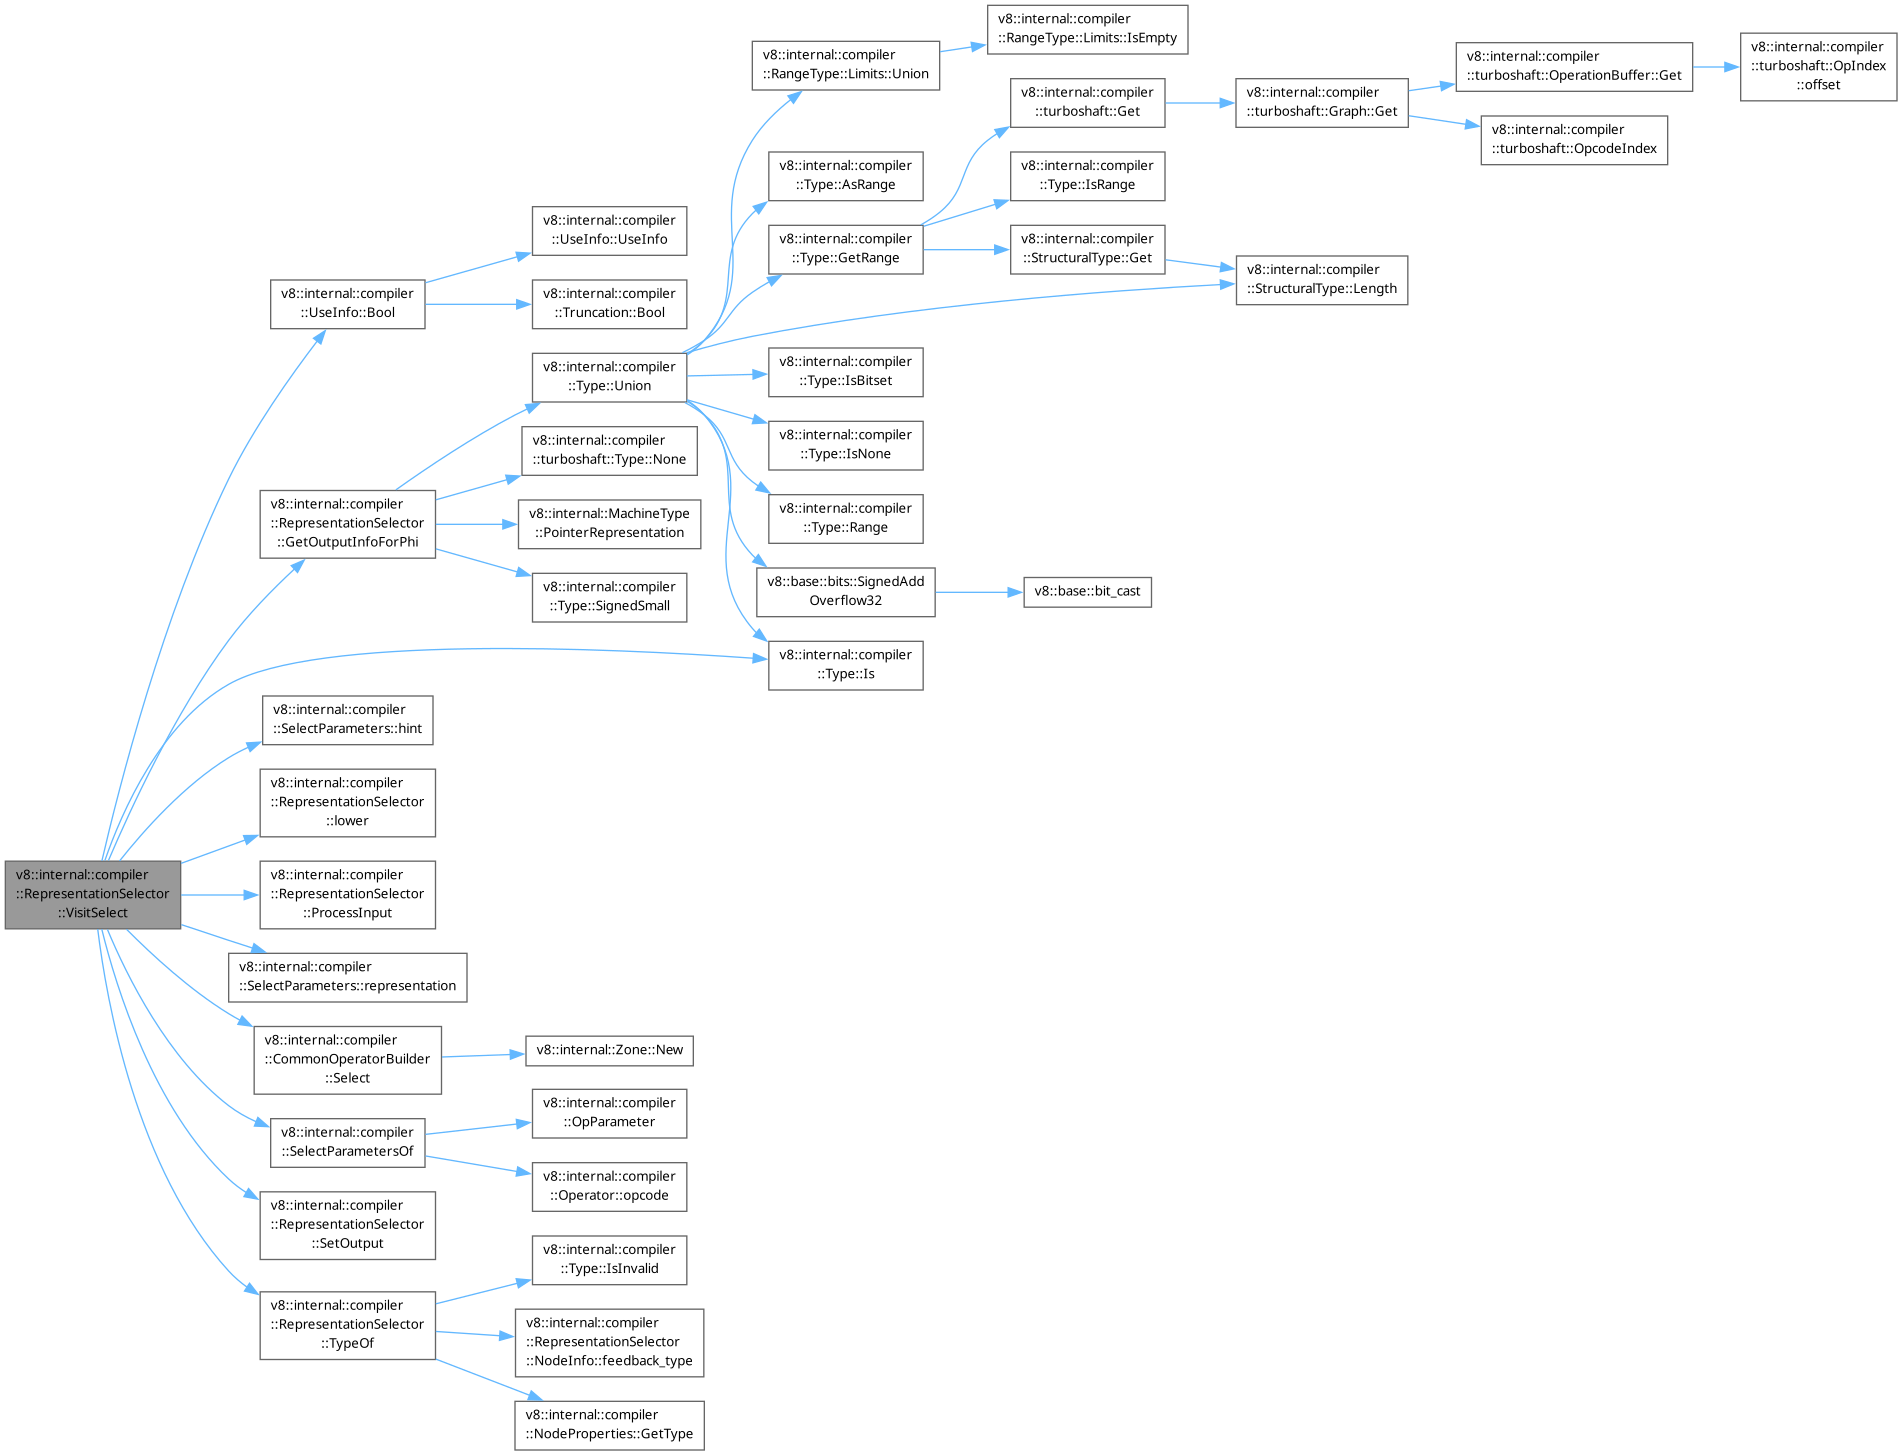 v8::internal::compiler
::RepresentationSelector
::VisitSelect
v8::internal::compiler
::UseInfo::Bool
v8::internal::compiler
::UseInfo::UseInfo
v8::internal::compiler
::Truncation::Bool
v8::internal::compiler
::RepresentationSelector
::GetOutputInfoForPhi
v8::internal::compiler
::Type::Union
v8::internal::compiler
::RangeType::Limits::Union
v8::internal::compiler
::RangeType::Limits::IsEmpty
v8::internal::compiler
::Type::AsRange
v8::internal::compiler
::Type::GetRange
v8::internal::compiler
::turboshaft::Get
v8::internal::compiler
::turboshaft::Graph::Get
v8::internal::compiler
::turboshaft::OperationBuffer::Get
v8::internal::compiler
::turboshaft::OpIndex
::offset
v8::internal::compiler
::turboshaft::OpcodeIndex
v8::internal::compiler
::Type::IsRange
v8::internal::compiler
::StructuralType::Get
v8::internal::compiler
::StructuralType::Length
v8::internal::compiler
::Type::IsBitset
v8::internal::compiler
::Type::IsNone
v8::internal::compiler
::Type::Range
v8::base::bits::SignedAdd
Overflow32
v8::base::bit_cast
v8::internal::compiler
::Type::Is
v8::internal::compiler
::turboshaft::Type::None
v8::internal::MachineType
::PointerRepresentation
v8::internal::compiler
::Type::SignedSmall
v8::internal::compiler
::SelectParameters::hint
v8::internal::compiler
::RepresentationSelector
::lower
v8::internal::compiler
::RepresentationSelector
::ProcessInput
v8::internal::compiler
::SelectParameters::representation
v8::internal::compiler
::CommonOperatorBuilder
::Select
v8::internal::Zone::New
v8::internal::compiler
::SelectParametersOf
v8::internal::compiler
::OpParameter
v8::internal::compiler
::Operator::opcode
v8::internal::compiler
::RepresentationSelector
::SetOutput
v8::internal::compiler
::RepresentationSelector
::TypeOf
v8::internal::compiler
::Type::IsInvalid
v8::internal::compiler
::RepresentationSelector
::NodeInfo::feedback_type
v8::internal::compiler
::NodeProperties::GetType